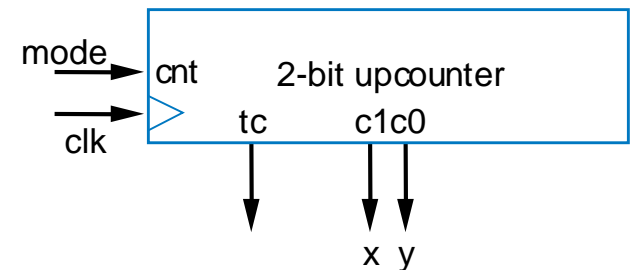 mode
cnt
2-bit upcounter
clk
tc
c1c0
x y